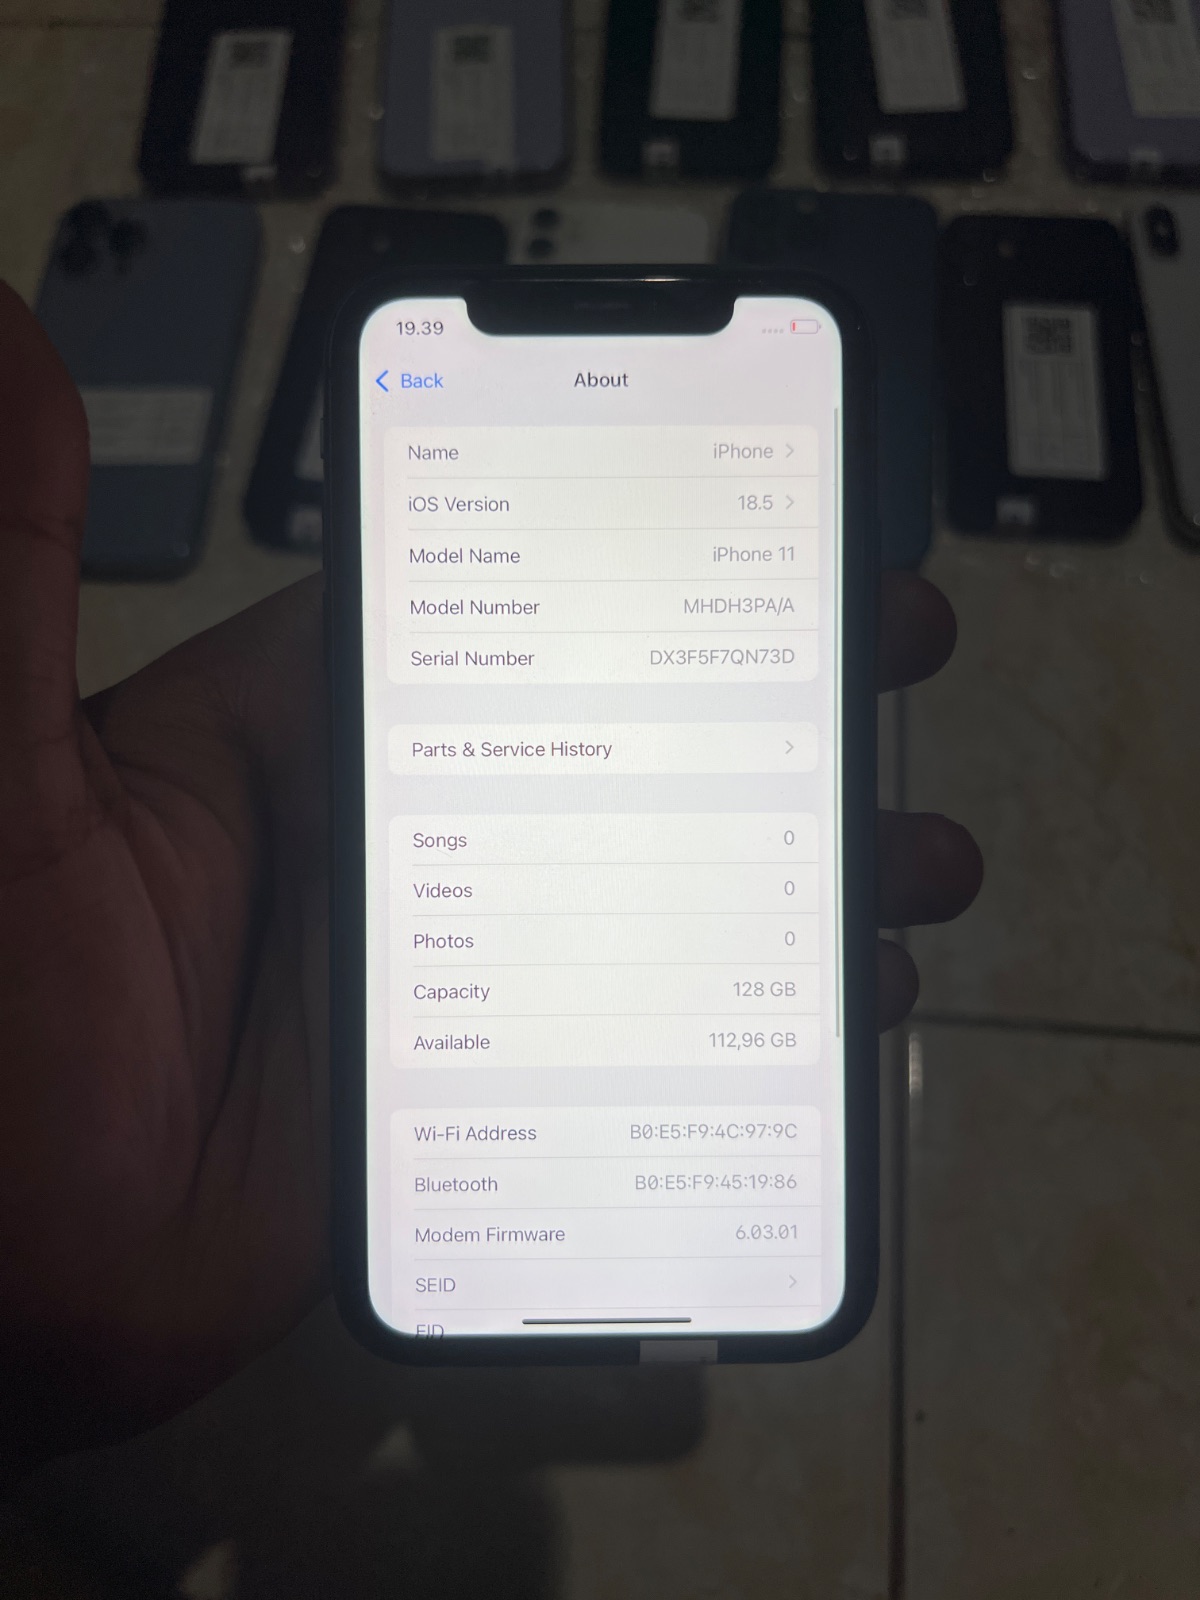 19.39
Back
About
Name iPhone
iOS Version 18.5
Model Name iPhone 11
Model Number MHDH3PA/A
Serial Number DX3F5F7QN73D
Parts & Service History
Songs 0
Videos 0
Photos 0
Capacity 128 GB
Available 112,96 GB
Wi-Fi Address B0:E5:F9:4C:97:9C
Bluetooth B0:E5:F9:45:19:86
Modem Firmware 6.03.01
SEID
EID